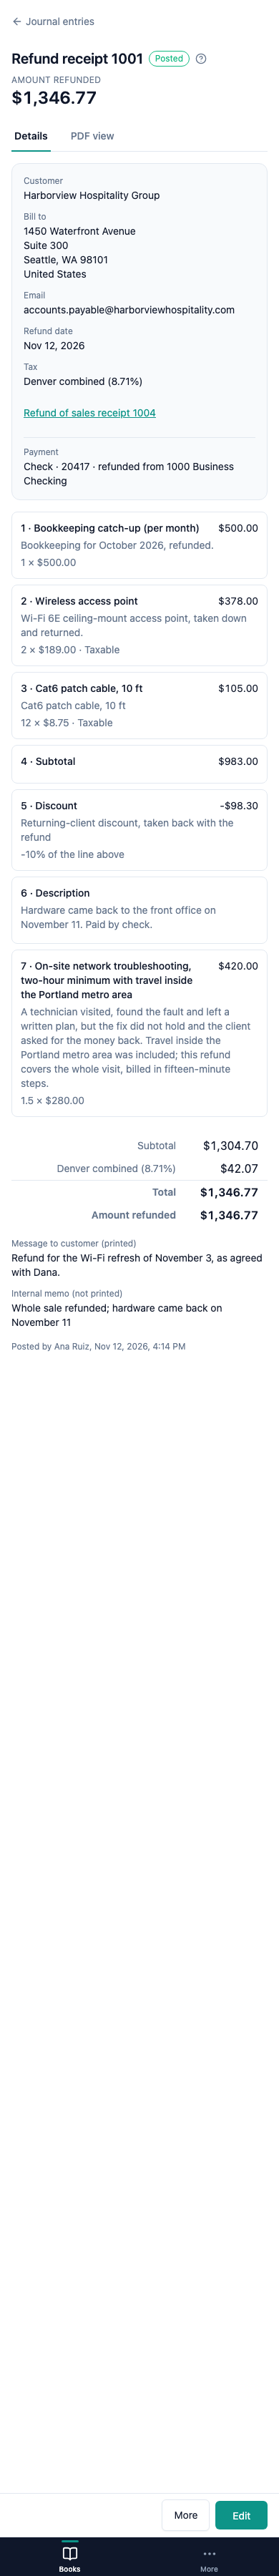 Journal entries
Refund receipt 1001 Posted
AMOUNT REFUNDED
$1,346.77
Details PDF view
Customer
Harborview Hospitality Group
Bill to
1450 Waterfront Avenue
Suite 300
Seattle, WA 98101
United States
Email
accounts.payable@harborviewhospitality.com
Refund date
Nov 12, 2026
Tax
Denver combined (8.71%)
Refund of sales receipt 1004
Payment
Check · 20417 · refunded from 1000 Business
Checking
1 · Bookkeeping catch-up (per month) $500.00
Bookkeeping for October 2026, refunded.
1 × $500.00
2 · Wireless access point $378.00
Wi-Fi 6E ceiling-mount access point, taken down
and returned.
2 × $189.00 · Taxable
3 · Cat6 patch cable, 10 ft $105.00
Cat6 patch cable, 10 ft
12 × $8.75 · Taxable
4 · Subtotal $983.00
5 · Discount -$98.30
Returning-client discount, taken back with the
refund
-10% of the line above
6 · Description
Hardware came back to the front office on
November 11. Paid by check.
7 · On-site network troubleshooting, $420.00
two-hour minimum with travel inside
the Portland metro area
A technician visited, found the fault and left a
written plan, but the fix did not hold and the client
asked for the money back. Travel inside the
Portland metro area was included; this refund
covers the whole visit, billed in fifteen-minute
steps.
1.5 × $280.00
Subtotal $1,304.70
Denver combined (8.71%) $42.07
Total $1,346.77
Amount refunded $1,346.77
Message to customer (printed)
Refund for the Wi-Fi refresh of November 3, as agreed
with Dana.
Internal memo (not printed)
Whole sale refunded; hardware came back on
November 11
Posted by Ana Ruiz, Nov 12, 2026, 4:14 PM
More Edit
Books More